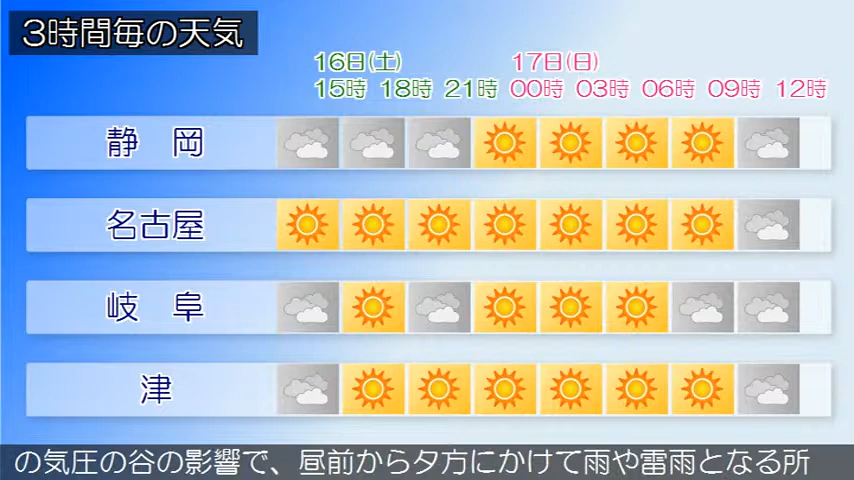 3時間毎の天気
16日(土) 17日(日)
15時 18時 21時 00時 03時 06時 09時 12時
静 岡
名古屋
岐 阜
津
の気圧の谷の影響で、昼前から夕方にかけて雨や雷雨となる所